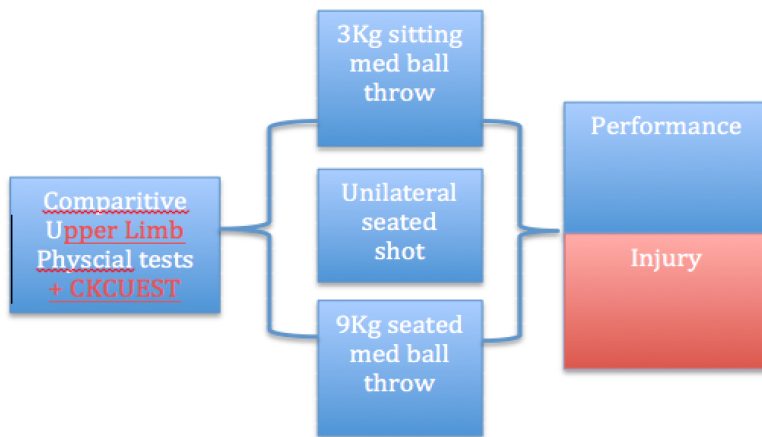 Comparitive
Upper Limb
Physcial tests
+ CKCUEST
3Kg sitting
med ball
throw
Unilateral
seated
shot
9Kg seated
med ball
throw
Performance
Injury